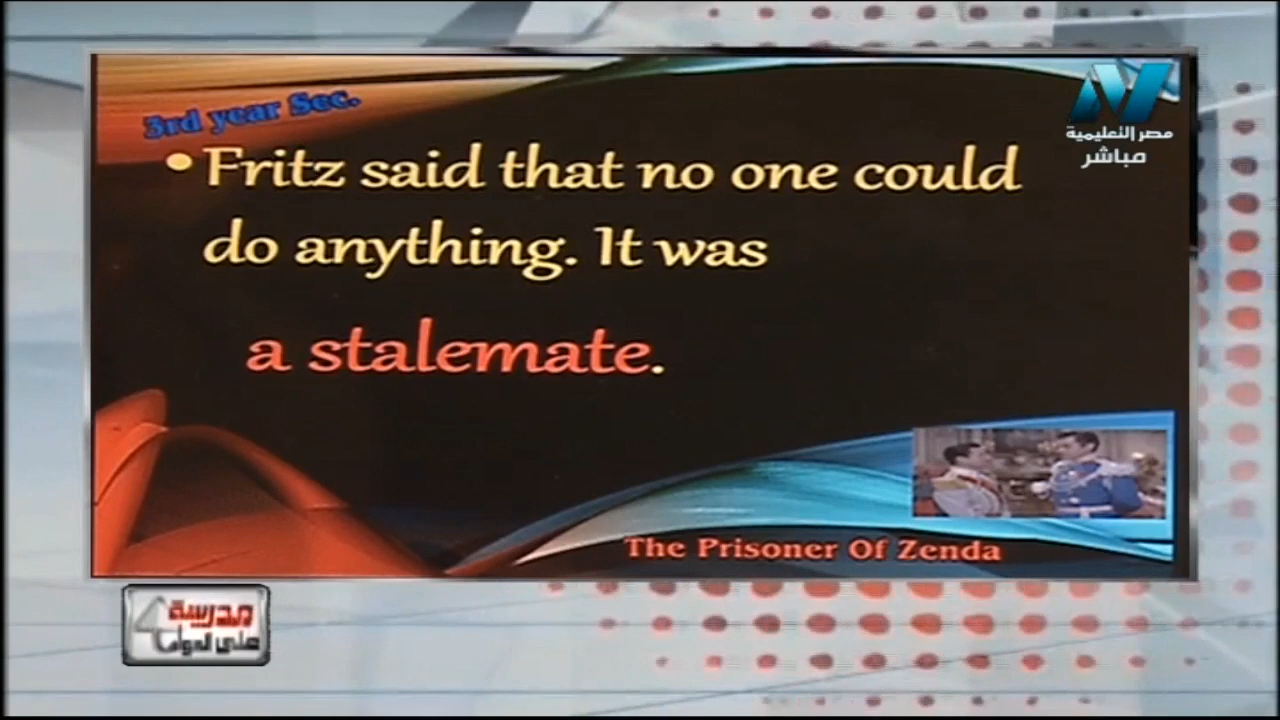 3rd year Sec.
مصر التعليمية
مباشر
•Fritz said that no one could
do anything. It was
a stalemate.
The Prisoner Of Zenda
مدرسة
على الهواء
4